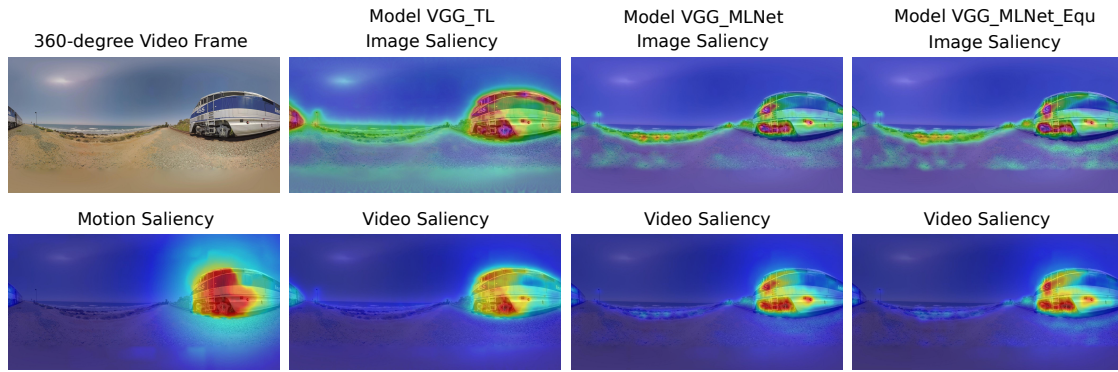 360-degree Video Frame
Model VGG_TL
Image Saliency
Model VGG_MLNet
Image Saliency
Model VGG_MLNet_Equ
Image Saliency
Motion Saliency
Video Saliency
Video Saliency
Video Saliency